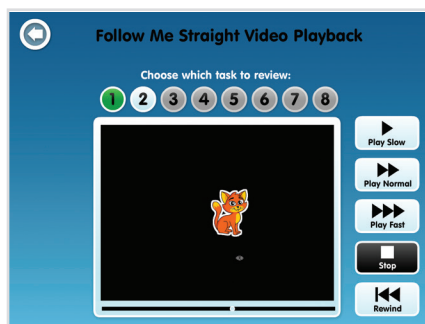 Follow Me Straight Video Playback
Choose which task to review:
1 2 3 4 5 6 7 8
Play Slow
Play Normal
Play Fast
Stop
Rewind